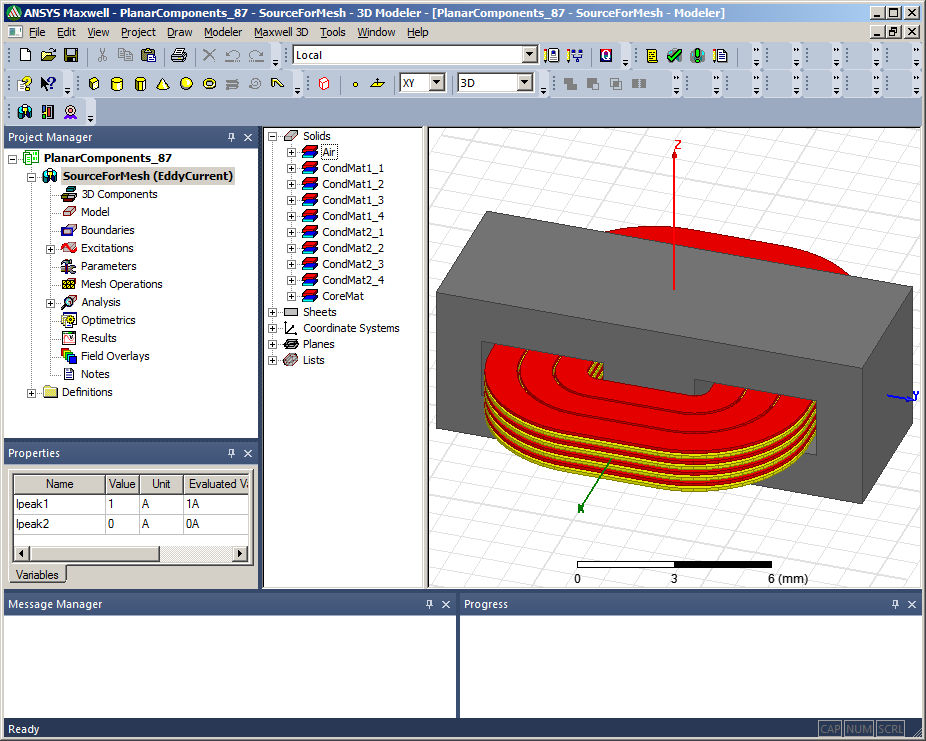 ANSYS Maxwell - PlanarComponents_87 - SourceForMesh - 3D Modeler - [PlanarComponents_87 - SourceForMesh - Modeler]
File Edit View Project Draw Modeler Maxwell 3D Tools Window Help
Local
XY 3D
Project Manager
PlanarComponents_87
SourceForMesh (EddyCurrent)
3D Components
Model
Boundaries
Excitations
Parameters
Mesh Operations
Analysis
Optimetrics
Results
Field Overlays
Notes
Definitions
Properties
Name Value Unit Evaluated Va
Ipeak1 1 A 1A
Ipeak2 0 A 0A
Variables
Solids
Air
CondMat1_1
CondMat1_2
CondMat1_3
CondMat1_4
CondMat2_1
CondMat2_2
CondMat2_3
CondMat2_4
CoreMat
Sheets
Coordinate Systems
Planes
Lists
Z
Y
X
0 3 6 (mm)
Message Manager
Progress
Ready
CAP NUM SCRL